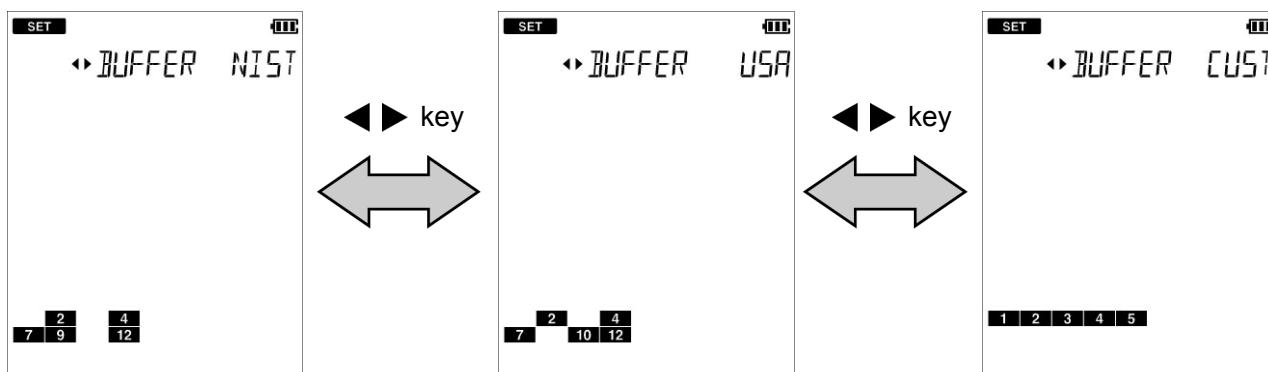 SET
BUFFER NIST
2 4
7 9 12
◀ ▶ key
SET
BUFFER USA
2 4
7 10 12
◀ ▶ key
SET
BUFFER CUST
1 2 3 4 5